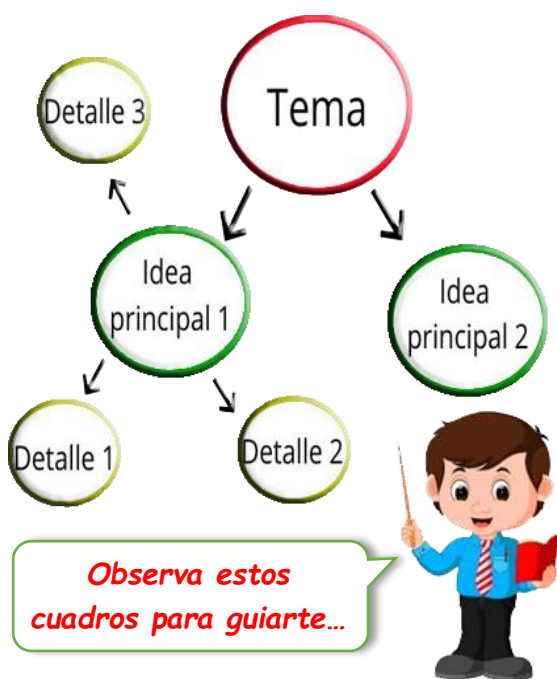 Tema
Detalle 3
Idea
principal 1
Idea
principal 2
Detalle 1
Detalle 2
Observa estos
cuadros para guiarte...